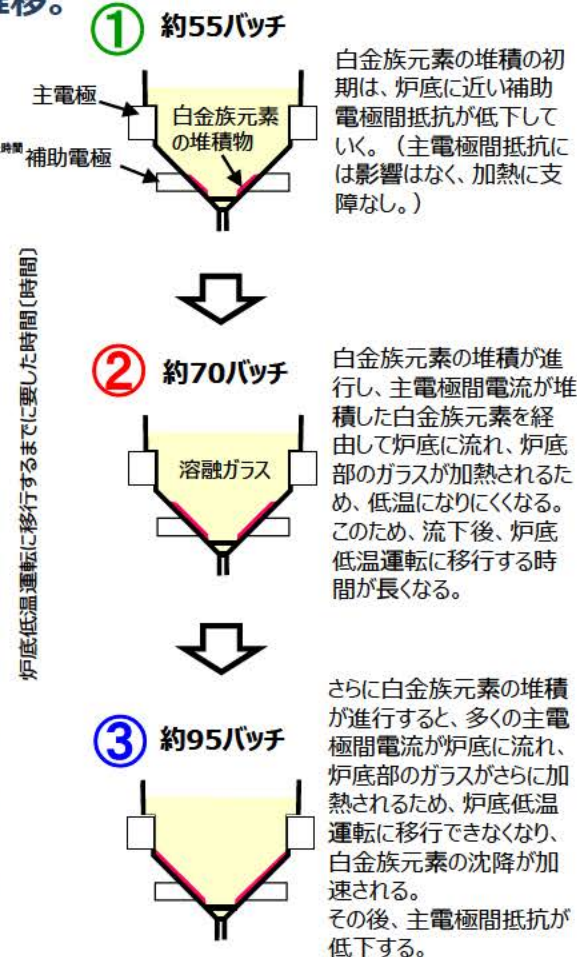 推移。
① 約55バッチ
主電極
白金族元素
の堆積物
時間
補助電極
白金族元素の堆積の初
期は、炉底に近い補助
電極間抵抗が低下して
いく。（主電極間抵抗に
は影響はなく、加熱に支
障なし。）
炉底低温運転に移行するまでに要した時間〔時間〕
② 約70バッチ
溶融ガラス
白金族元素の堆積が進
行し、主電極間電流が堆
積した白金族元素を経
由して炉底に流れ、炉底
部のガラスが加熱されるた
め、低温になりにくくなる。
このため、流下後、炉底
低温運転に移行する時
間が長くなる。
③ 約95バッチ
さらに白金族元素の堆積
が進行すると、多くの主電
極間電流が炉底に流れ、
炉底部のガラスがさらに加
熱されるため、炉底低温
運転に移行できなくなり、
白金族元素の沈降が加
速される。
その後、主電極間抵抗が
低下する。